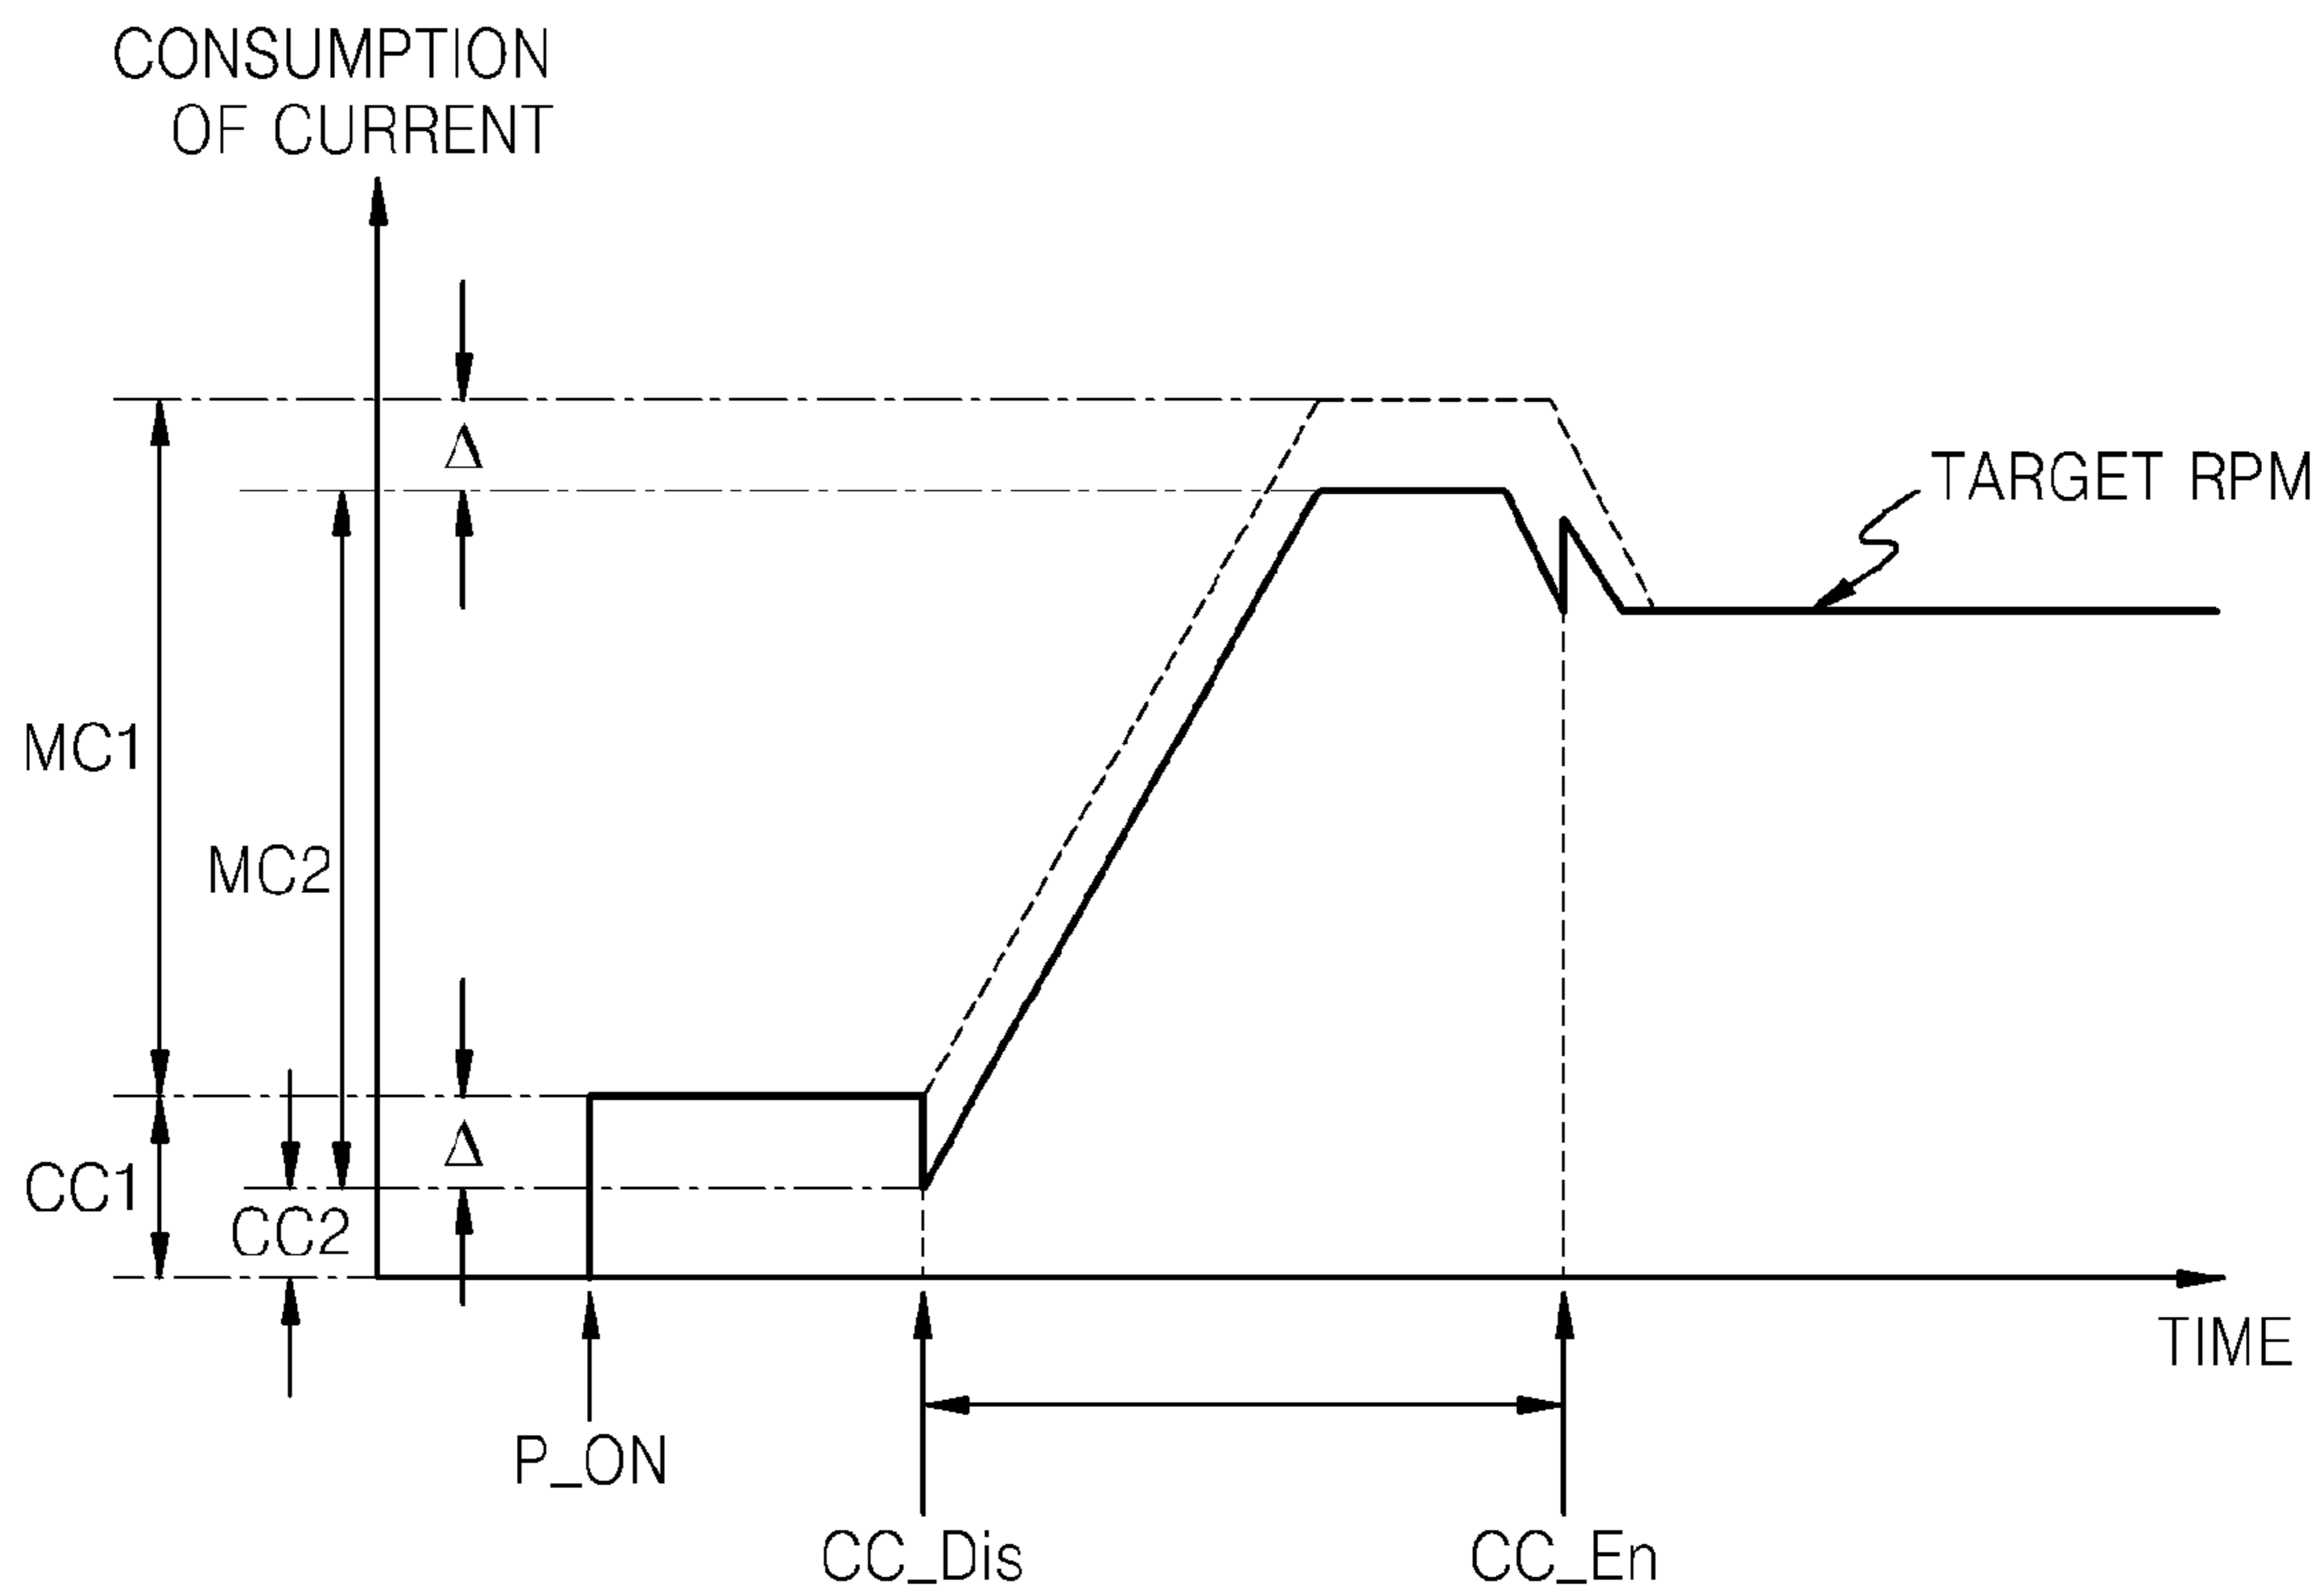 CONSUMPTION
OF CURRENT
Δ
TARGET RPM
MC1
MC2
Δ
CC1
CC2
TIME
P_ON
CC_Dis
CC_En